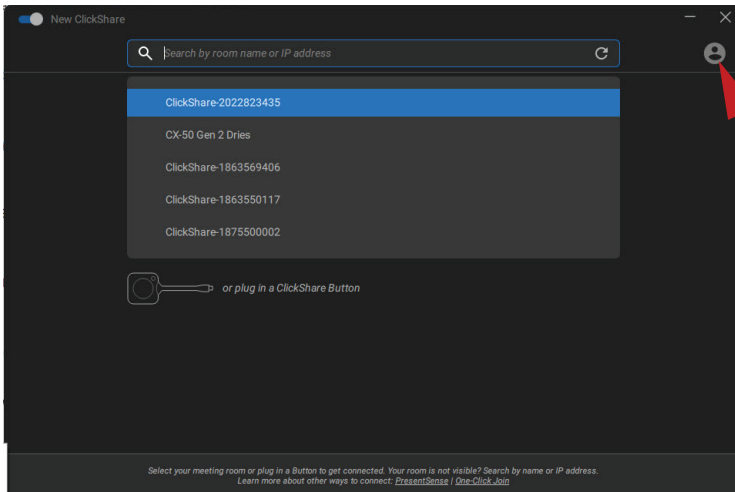 New ClickShare
Search by room name or IP address
ClickShare-2022823435
CX-50 Gen 2 Dries
ClickShare-1863569406
ClickShare-1863550117
ClickShare-1875500002
or plug in a ClickShare Button
Select your meeting room or plug in a Button to get connected. Your room is not visible? Search by name or IP address.
Learn more about other ways to connect: PresentSense | One-Click Join